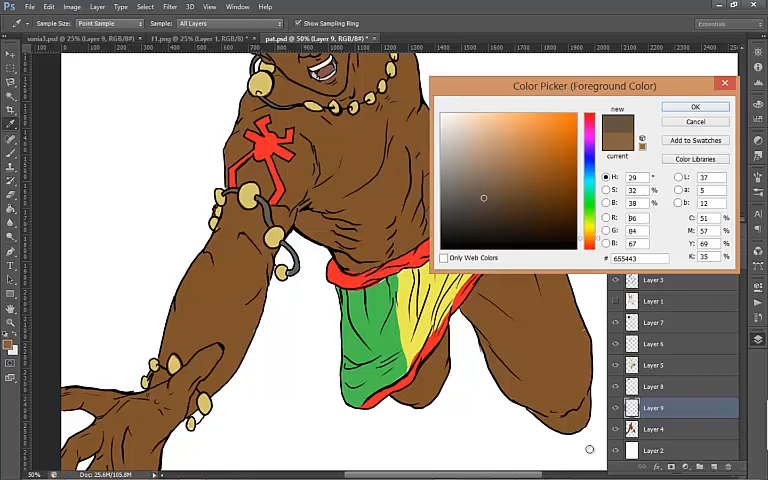 Ps File Edit Image Layer Type Select Filter 3D View Window Help
Sample Size: Point Sample Sample: All Layers Show Sampling Ring Essentials
sonia3.psd @ 25% (Layer 9, RGB/8#) × f1.png @ 25% (Layer 1, RGB/8#) * × pat.psd @ 50% (Layer 9, RGB/8#) * ×
Color Picker (Foreground Color)
new
current
OK
Cancel
Add to Swatches
Color Libraries
H: 29 ° L: 37
S: 32 % a: 5
B: 38 % b: 12
R: 96 C: 51 %
G: 84 M: 57 %
B: 67 Y: 69 %
# 655443 K: 35 %
Only Web Colors
Layer 3
Layer 1
Layer 7
Layer 6
Layer 5
Layer 8
Layer 9
Layer 4
Layer 2
50% Doc: 25.6M/105.8M